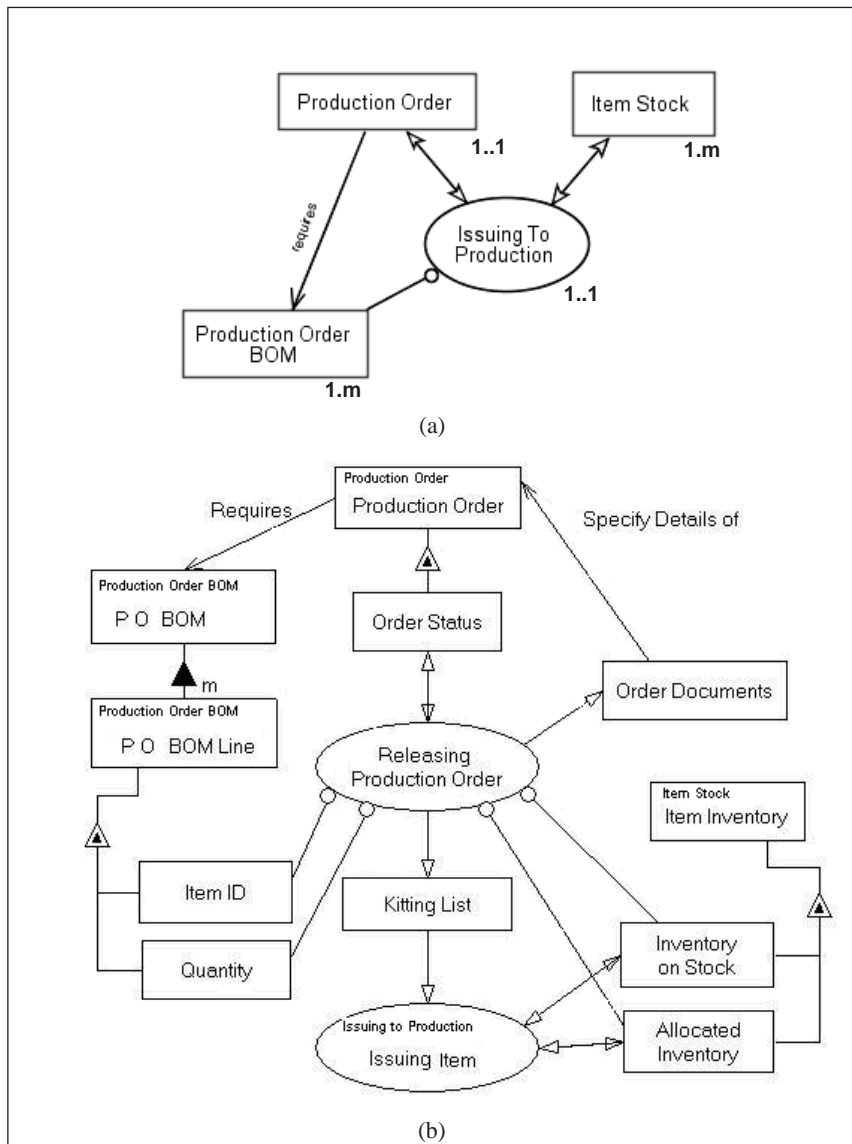 Production Order
Item Stock
1..1
1.m
requires
Issuing To
Production
1..1
Production Order
BOM
1.m
(a)
Production Order
Production Order
Requires
Specify Details of
Production Order BOM
P O BOM
Order Status
m
Order Documents
Production Order BOM
P O BOM Line
Releasing
Production Order
Item Stock
Item Inventory
Item ID
Kitting List
Quantity
Inventory
on Stock
Issuing to Production
Issuing Item
Allocated
Inventory
(b)